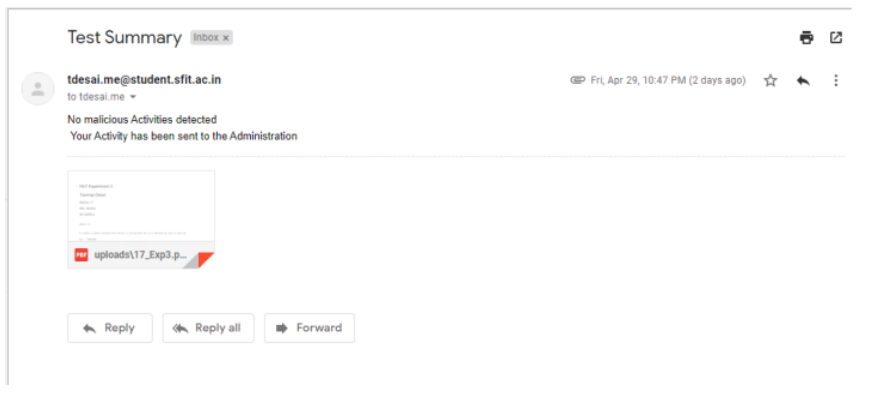 Test Summary Inbox x
tdesai.me@student.sfit.ac.in
Fri, Apr 29, 10:47 PM (2 days ago)
to tdesai.me
No malicious Activities detected
Your Activity has been sent to the Administration
PDF uploads\17_Exp3.p...
Reply Reply all Forward